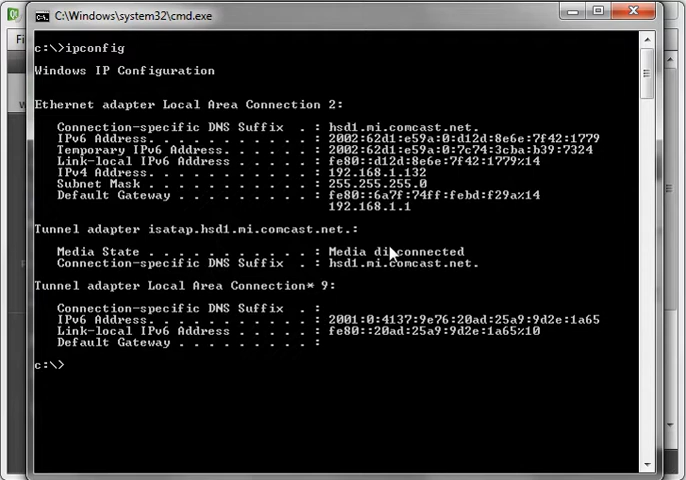 C:\Windows\system32\cmd.exe
Fi
c:\>ipconfig
Windows IP Configuration
Ethernet adapter Local Area Connection 2:
Connection-specific DNS Suffix . : hsd1.mi.comcast.net.
IPv6 Address. . . . . . . . . . . : 2002:62d1:e59a:0:d12d:8e6e:7f42:1779
Temporary IPv6 Address. . . . . . : 2002:62d1:e59a:0:7c74:3cba:b39:7324
Link-local IPv6 Address . . . . . : fe80::d12d:8e6e:7f42:1779%14
IPv4 Address. . . . . . . . . . . : 192.168.1.132
Subnet Mask . . . . . . . . . . . : 255.255.255.0
Default Gateway . . . . . . . . . : fe80::6a7f:74ff:febd:f29a%14
192.168.1.1
Tunnel adapter isatap.hsd1.mi.comcast.net.:
Media State . . . . . . . . . . . : Media disconnected
Connection-specific DNS Suffix . : hsd1.mi.comcast.net.
Tunnel adapter Local Area Connection* 9:
Connection-specific DNS Suffix . :
IPv6 Address. . . . . . . . . . . : 2001:0:4137:9e76:20ad:25a9:9d2e:1a65
Link-local IPv6 Address . . . . . : fe80::20ad:25a9:9d2e:1a65%10
Default Gateway . . . . . . . . . :
c:\>